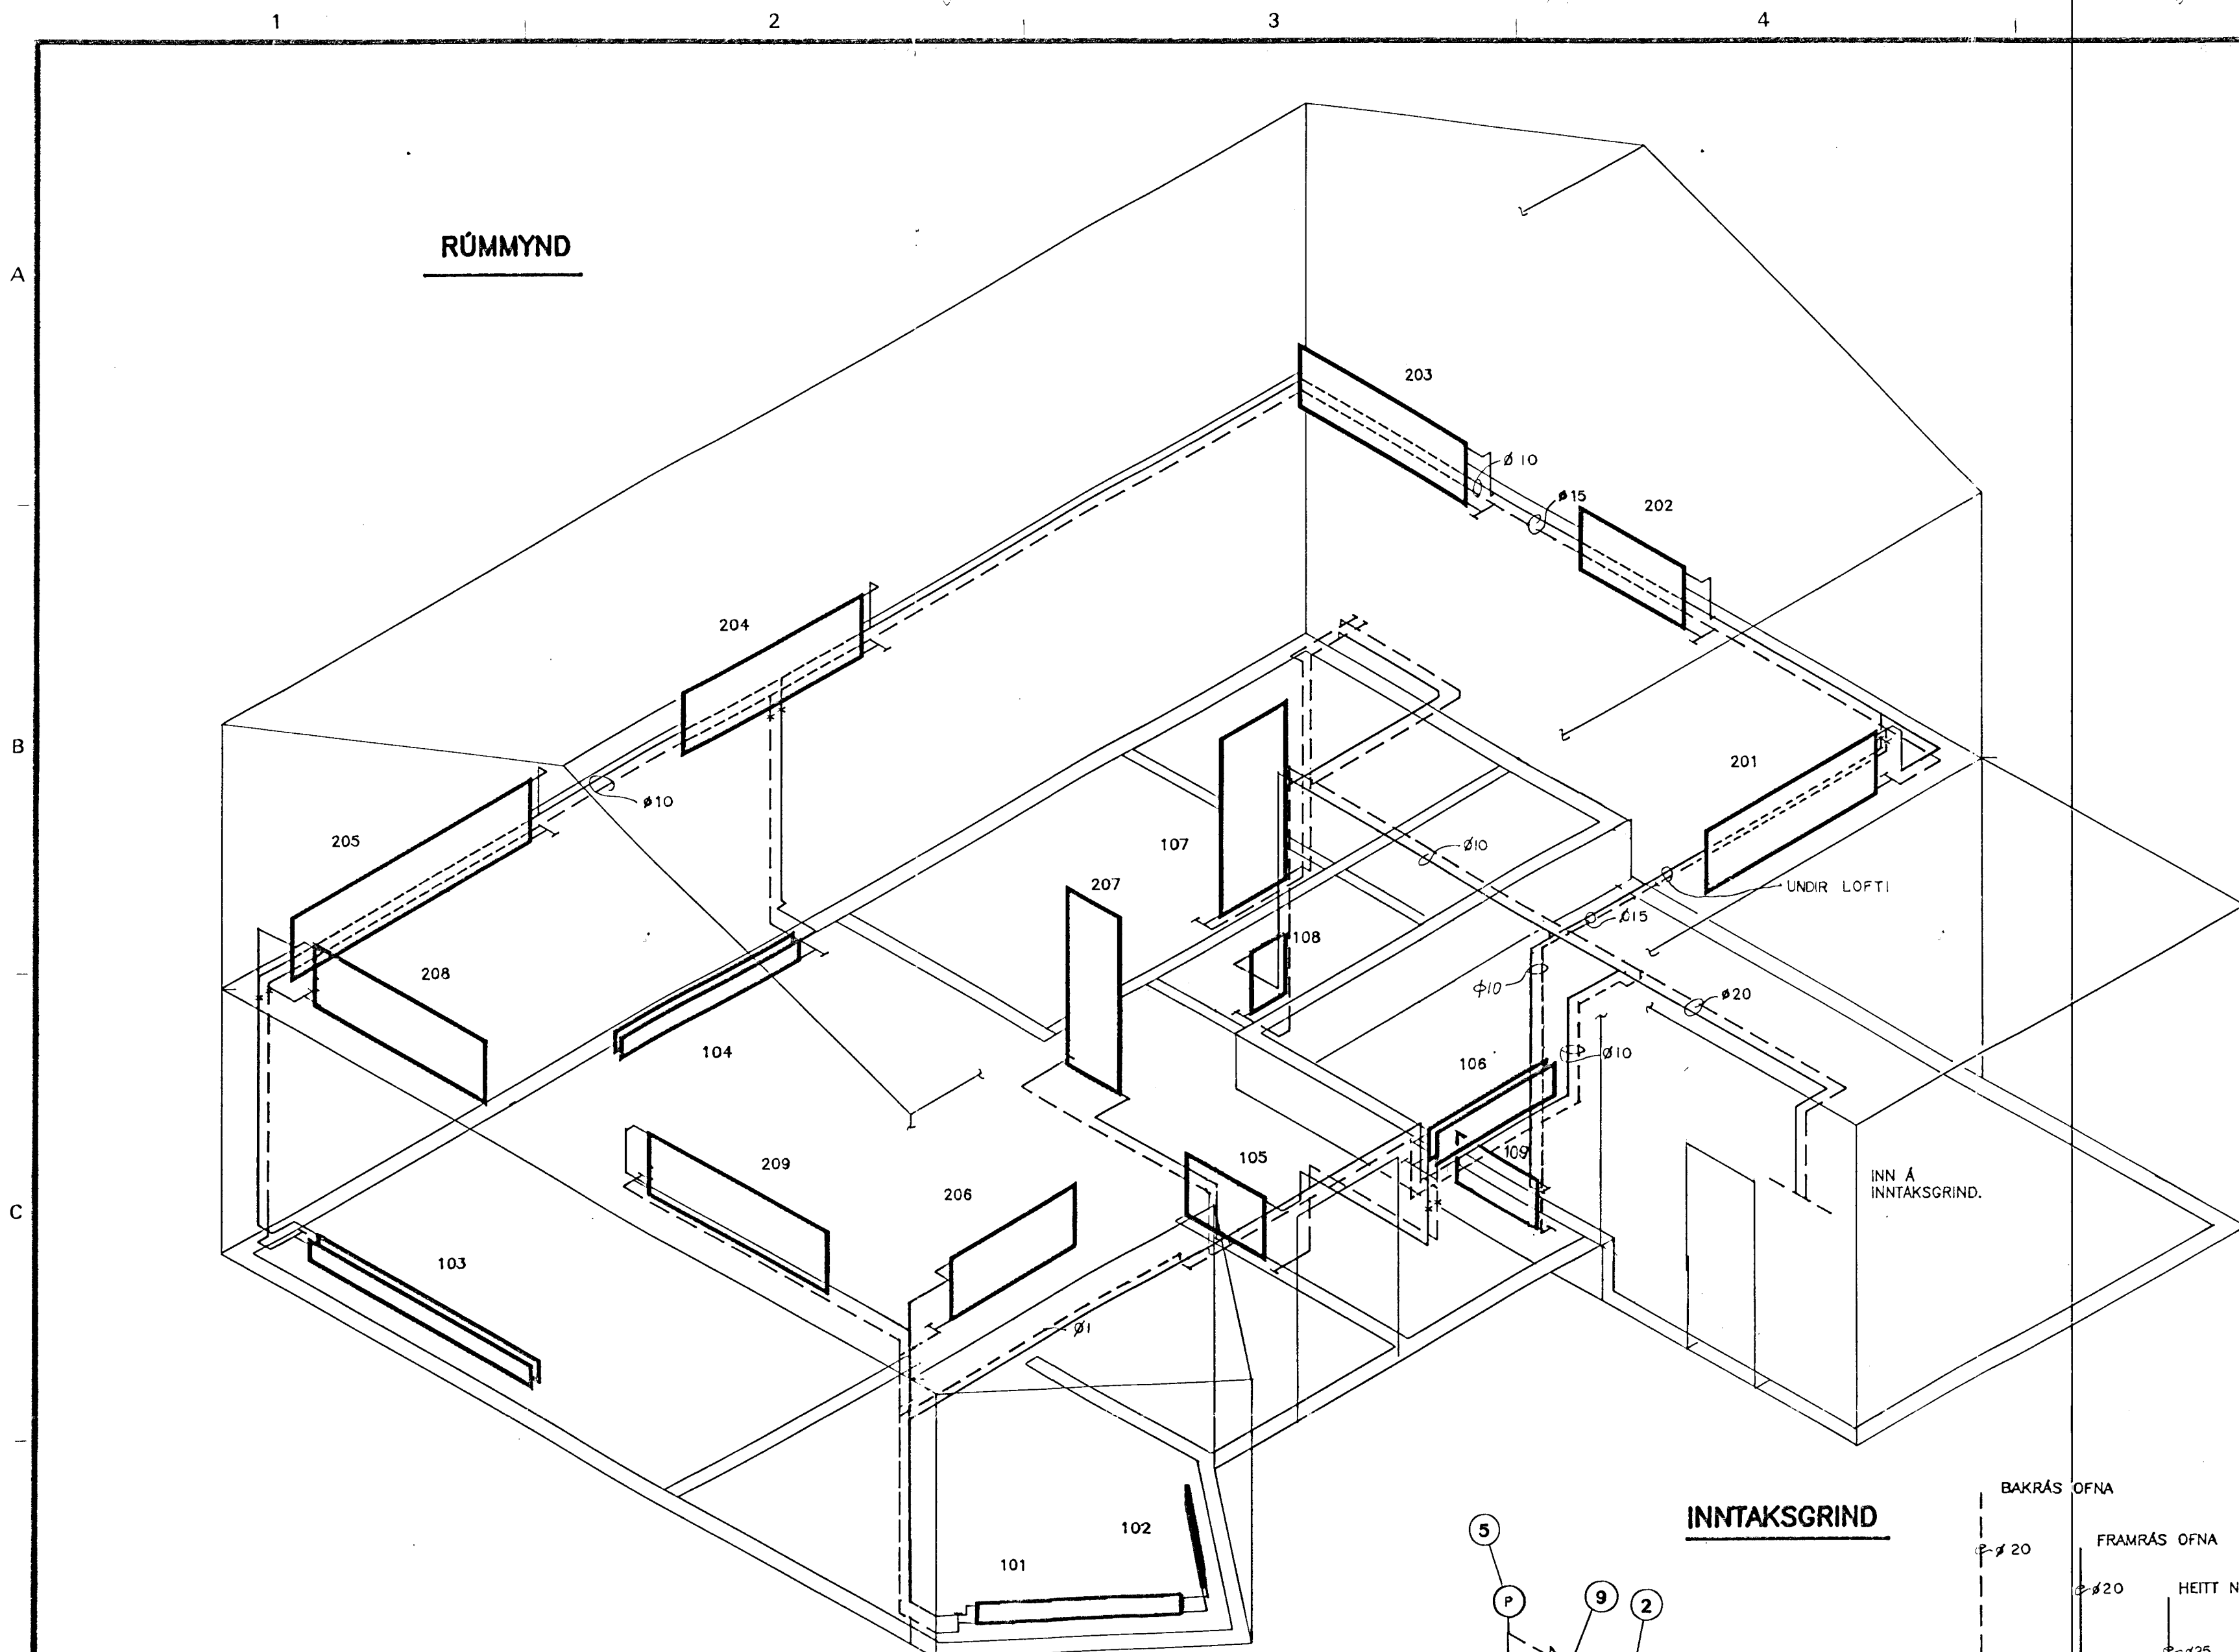 1 2 3 4
RÚMMYND
A
203
ø 10
ø15
202
204
B
201
ø10
205
107
ø10
207
UNDIR LOFTI
ø15
108
208
ø10
ø20
104
ø10
106
109
105
209
INN Á
INNTAKSGRIND.
206
C
103
ø1
BAKRÁS OFNA
INNTAKSGRIND
102
5
FRAMRÁS OFNA
ø 20
101
ø20
HEITT N
P
9
2
ø25